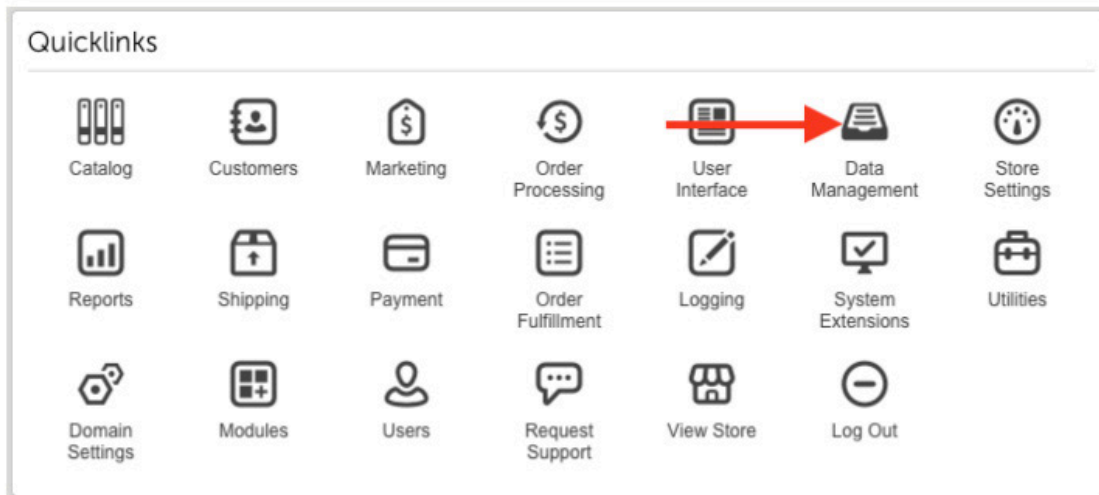 Quicklinks
Catalog
Customers
Marketing
Order
Processing
User
Interface
Data
Management
Store
Settings
Reports
Shipping
Payment
Order
Fulfillment
Logging
System
Extensions
Utilities
Domain
Settings
Modules
Users
Request
Support
View Store
Log Out